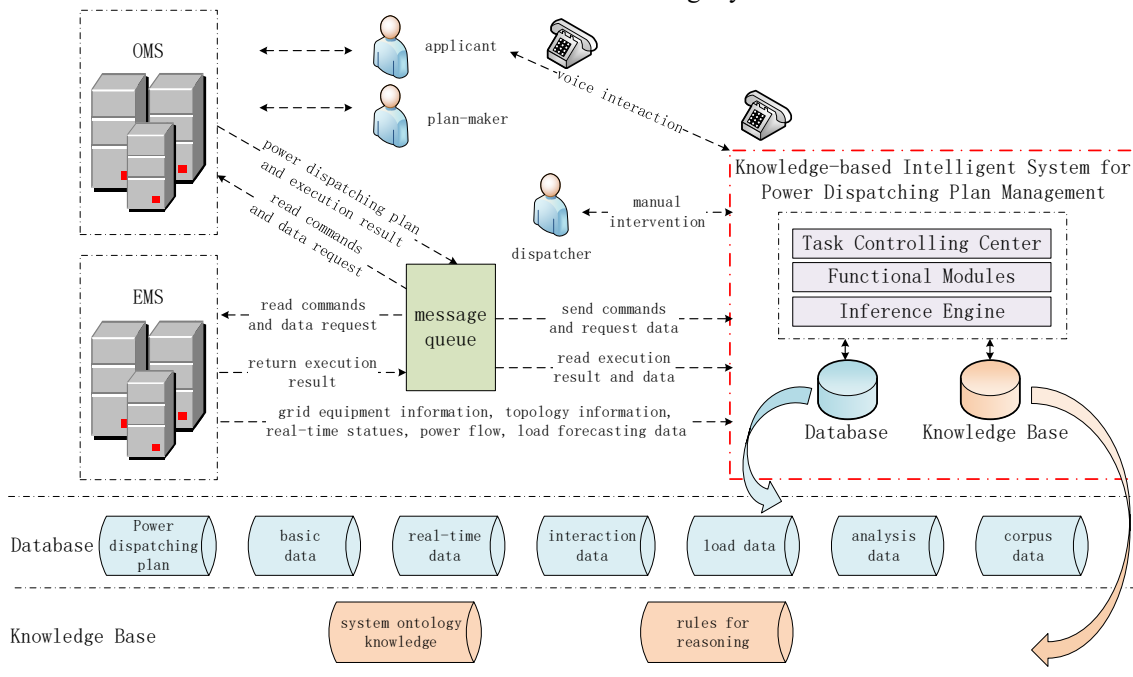 OMS
applicant
plan-maker
voice interaction
power dispatching plan
and execution result
read commands
and data request
manual
intervention
dispatcher
Knowledge-based Intelligent System for
Power Dispatching Plan Management
Task Controlling Center
Functional Modules
Inference Engine
EMS
read commands
and data request
message
queue
send commands
and request data
return execution
result
read execution
result and data
grid equipment information, topology information,
real-time statues, power flow, load forecasting data
Database
Knowledge Base
Database
Power
dispatching
plan
basic
data
real-time
data
interaction
data
load data
analysis
data
corpus
data
Knowledge Base
system ontology
knowledge
rules for
reasoning